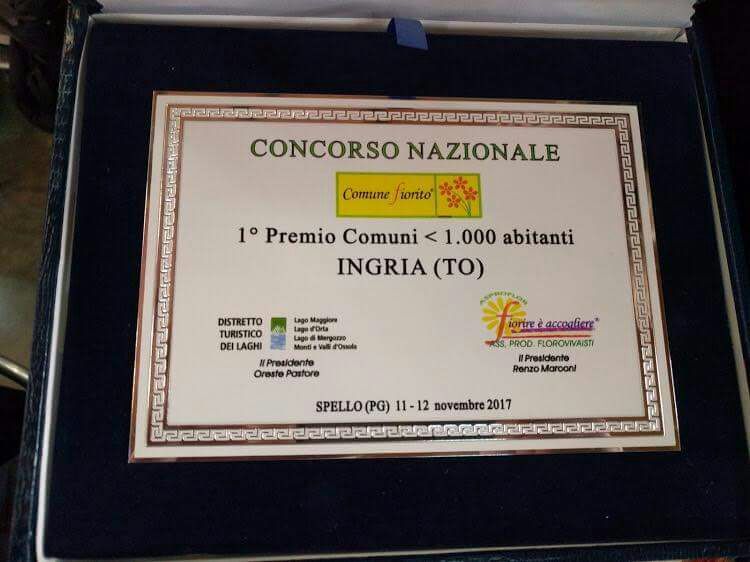 CONCORSO NAZIONALE
Comune fiorito®
1° Premio Comuni < 1.000 abitanti
INGRIA (TO)
DISTRETTO
TURISTICO
DEI LAGHI
Lago Maggiore
Lago d'Orta
Lago di Mergozzo
Monti e Valli d'Ossola
Il Presidente
Oreste Pastore
ASPROFLOR
fiorire è accogliere®
ASS. PROD. FLOROVIVAISTI
Il Presidente
Renzo Marconi
SPELLO (PG) 11 - 12 novembre 2017